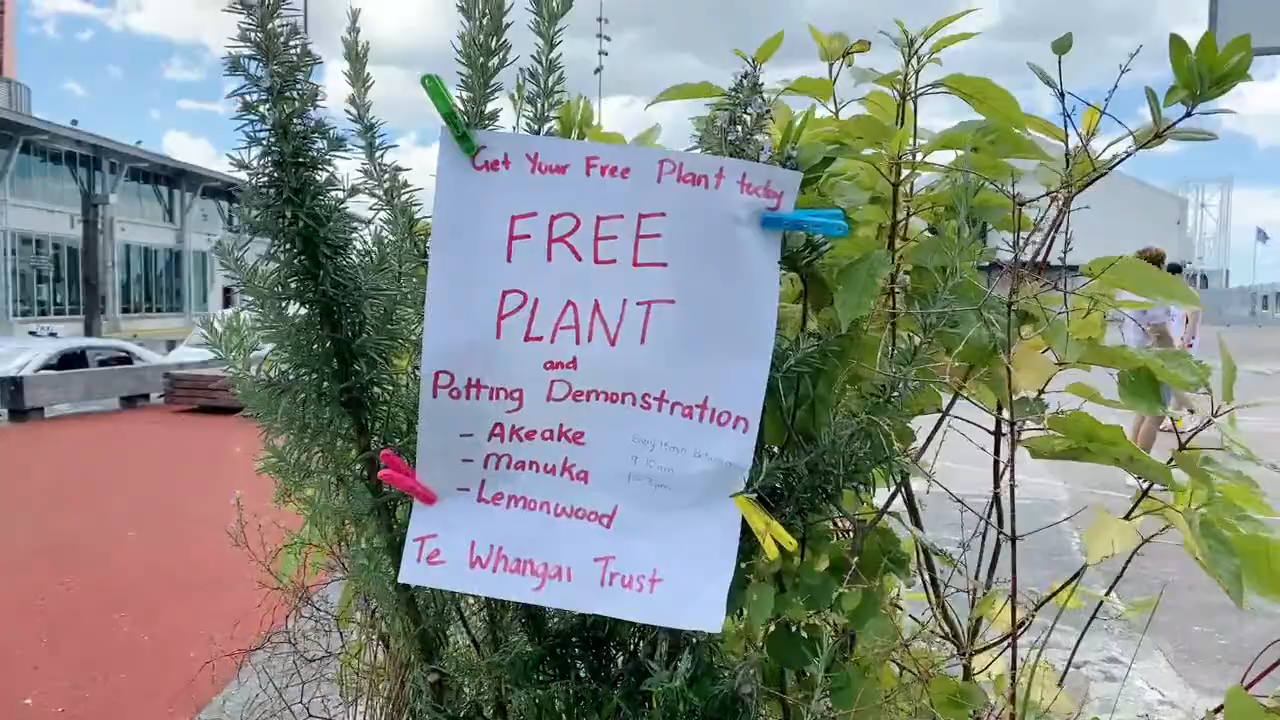 Get Your Free Plant today
FREE
PLANT
and
Potting Demonstration
- Akeake
- Manuka
- Lemonwood
Te Whangai Trust